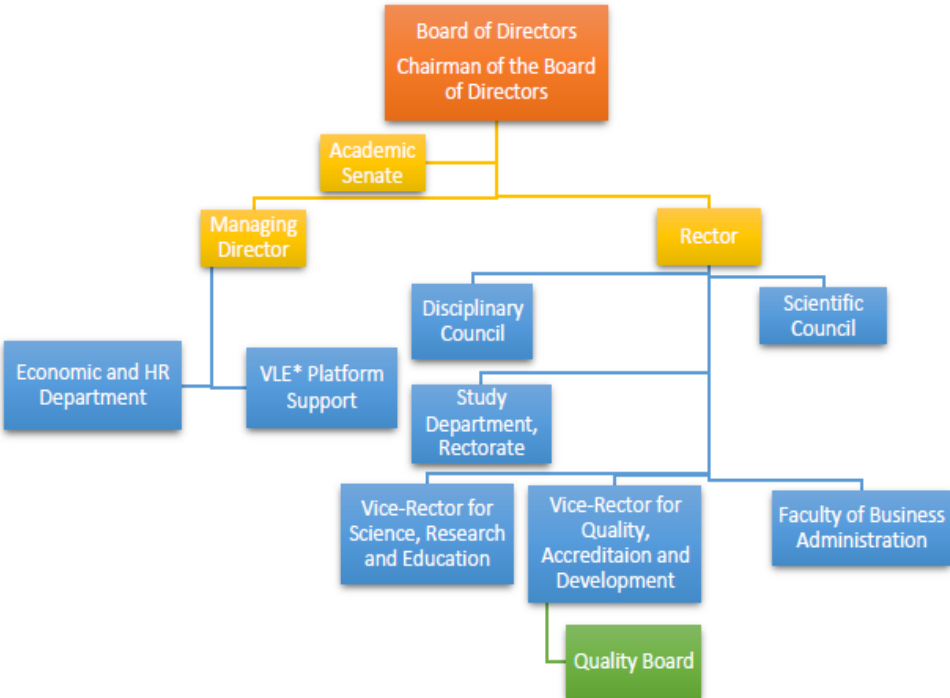 Board of Directors
Chairman of the Board
of Directors
Academic
Senate
Managing
Director
Rector
Disciplinary
Council
Scientific
Council
Economic and HR
Department
VLE* Platform
Support
Study
Department,
Rectorate
Vice-Rector for
Science, Research
and Education
Vice-Rector for
Quality,
Accreditaion and
Development
Faculty of Business
Administration
Quality Board